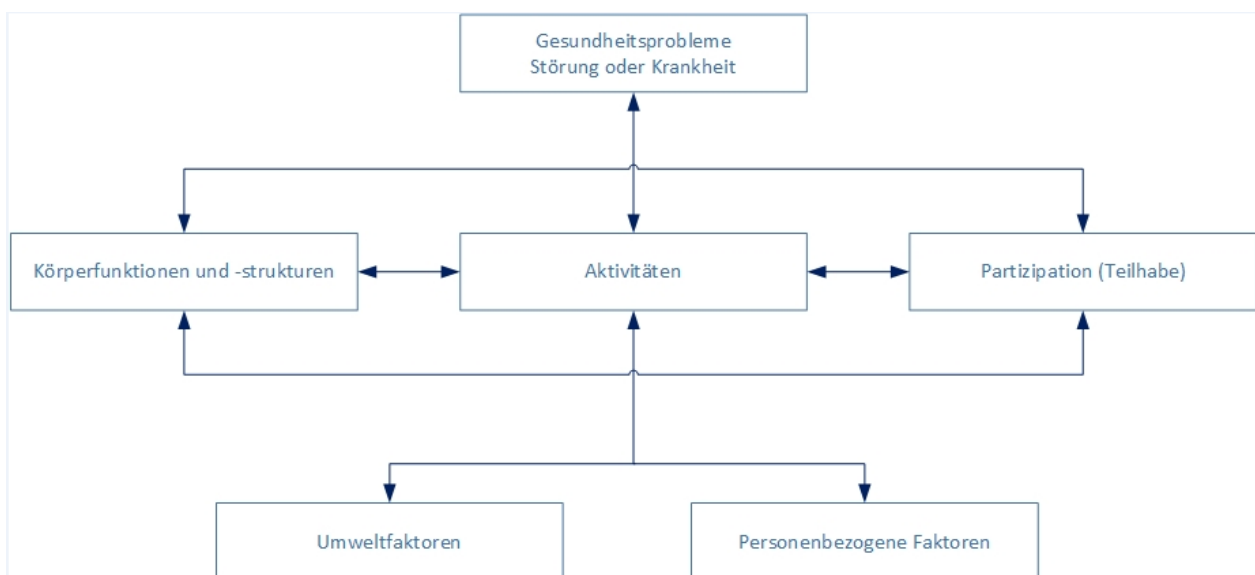 Gesundheitsprobleme
Störung oder Krankheit
Körperfunktionen und -strukturen
Aktivitäten
Partizipation (Teilhabe)
Umweltfaktoren
Personenbezogene Faktoren